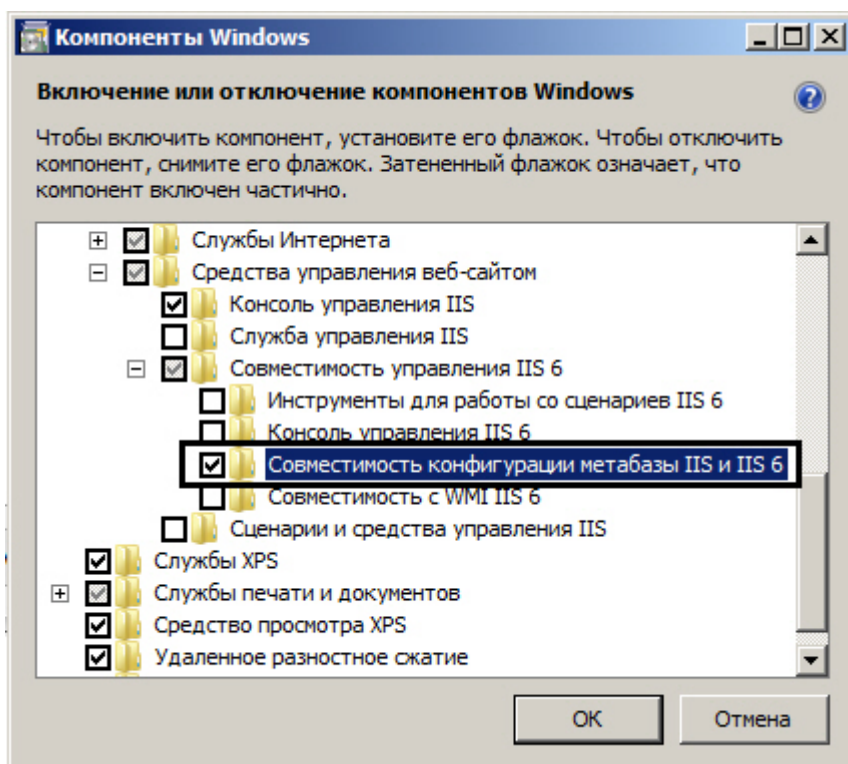 Компоненты Windows
Включение или отключение компонентов Windows
Чтобы включить компонент, установите его флажок. Чтобы отключить
компонент, снимите его флажок. Затененный флажок означает, что
компонент включен частично.
Службы Интернета
Средства управления веб-сайтом
Консоль управления IIS
Служба управления IIS
Совместимость управления IIS 6
Инструменты для работы со сценариев IIS 6
Консоль управления IIS 6
Совместимость конфигурации метабазы IIS и IIS 6
Совместимость с WMI IIS 6
Сценарии и средства управления IIS
Службы XPS
Службы печати и документов
Средство просмотра XPS
Удаленное разностное сжатие
OK
Отмена